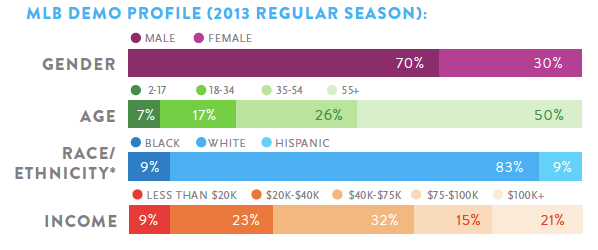 MLB DEMO PROFILE (2013 REGULAR SEASON):
MALE FEMALE
GENDER 70% 30%
2-17 18-34 35-54 55+
AGE 7% 17% 26% 50%
BLACK WHITE HISPANIC
RACE/
ETHNICITY* 9% 83% 9%
LESS THAN $20K $20K-$40K $40K-$75K $75-$100K $100K+
INCOME 9% 23% 32% 15% 21%